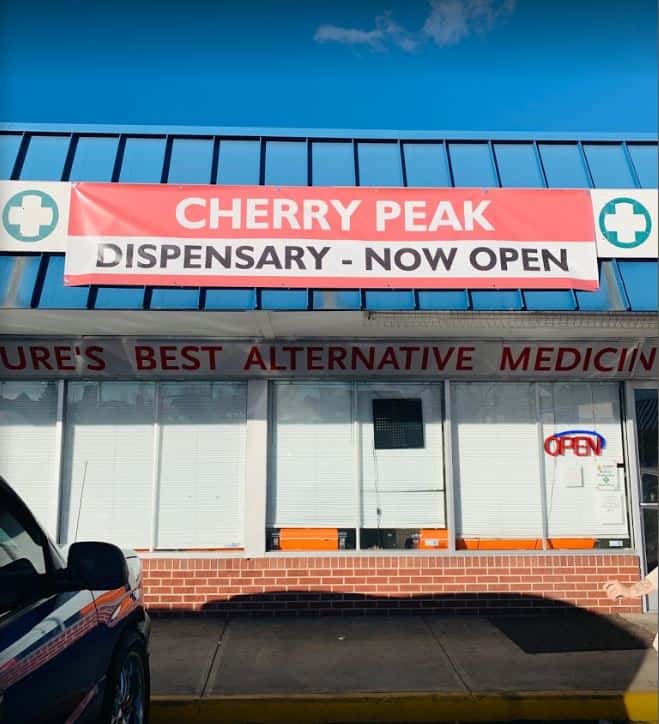 CHERRY PEAK
DISPENSARY - NOW OPEN
URE'S BEST ALTERNATIVE MEDICIN
OPEN